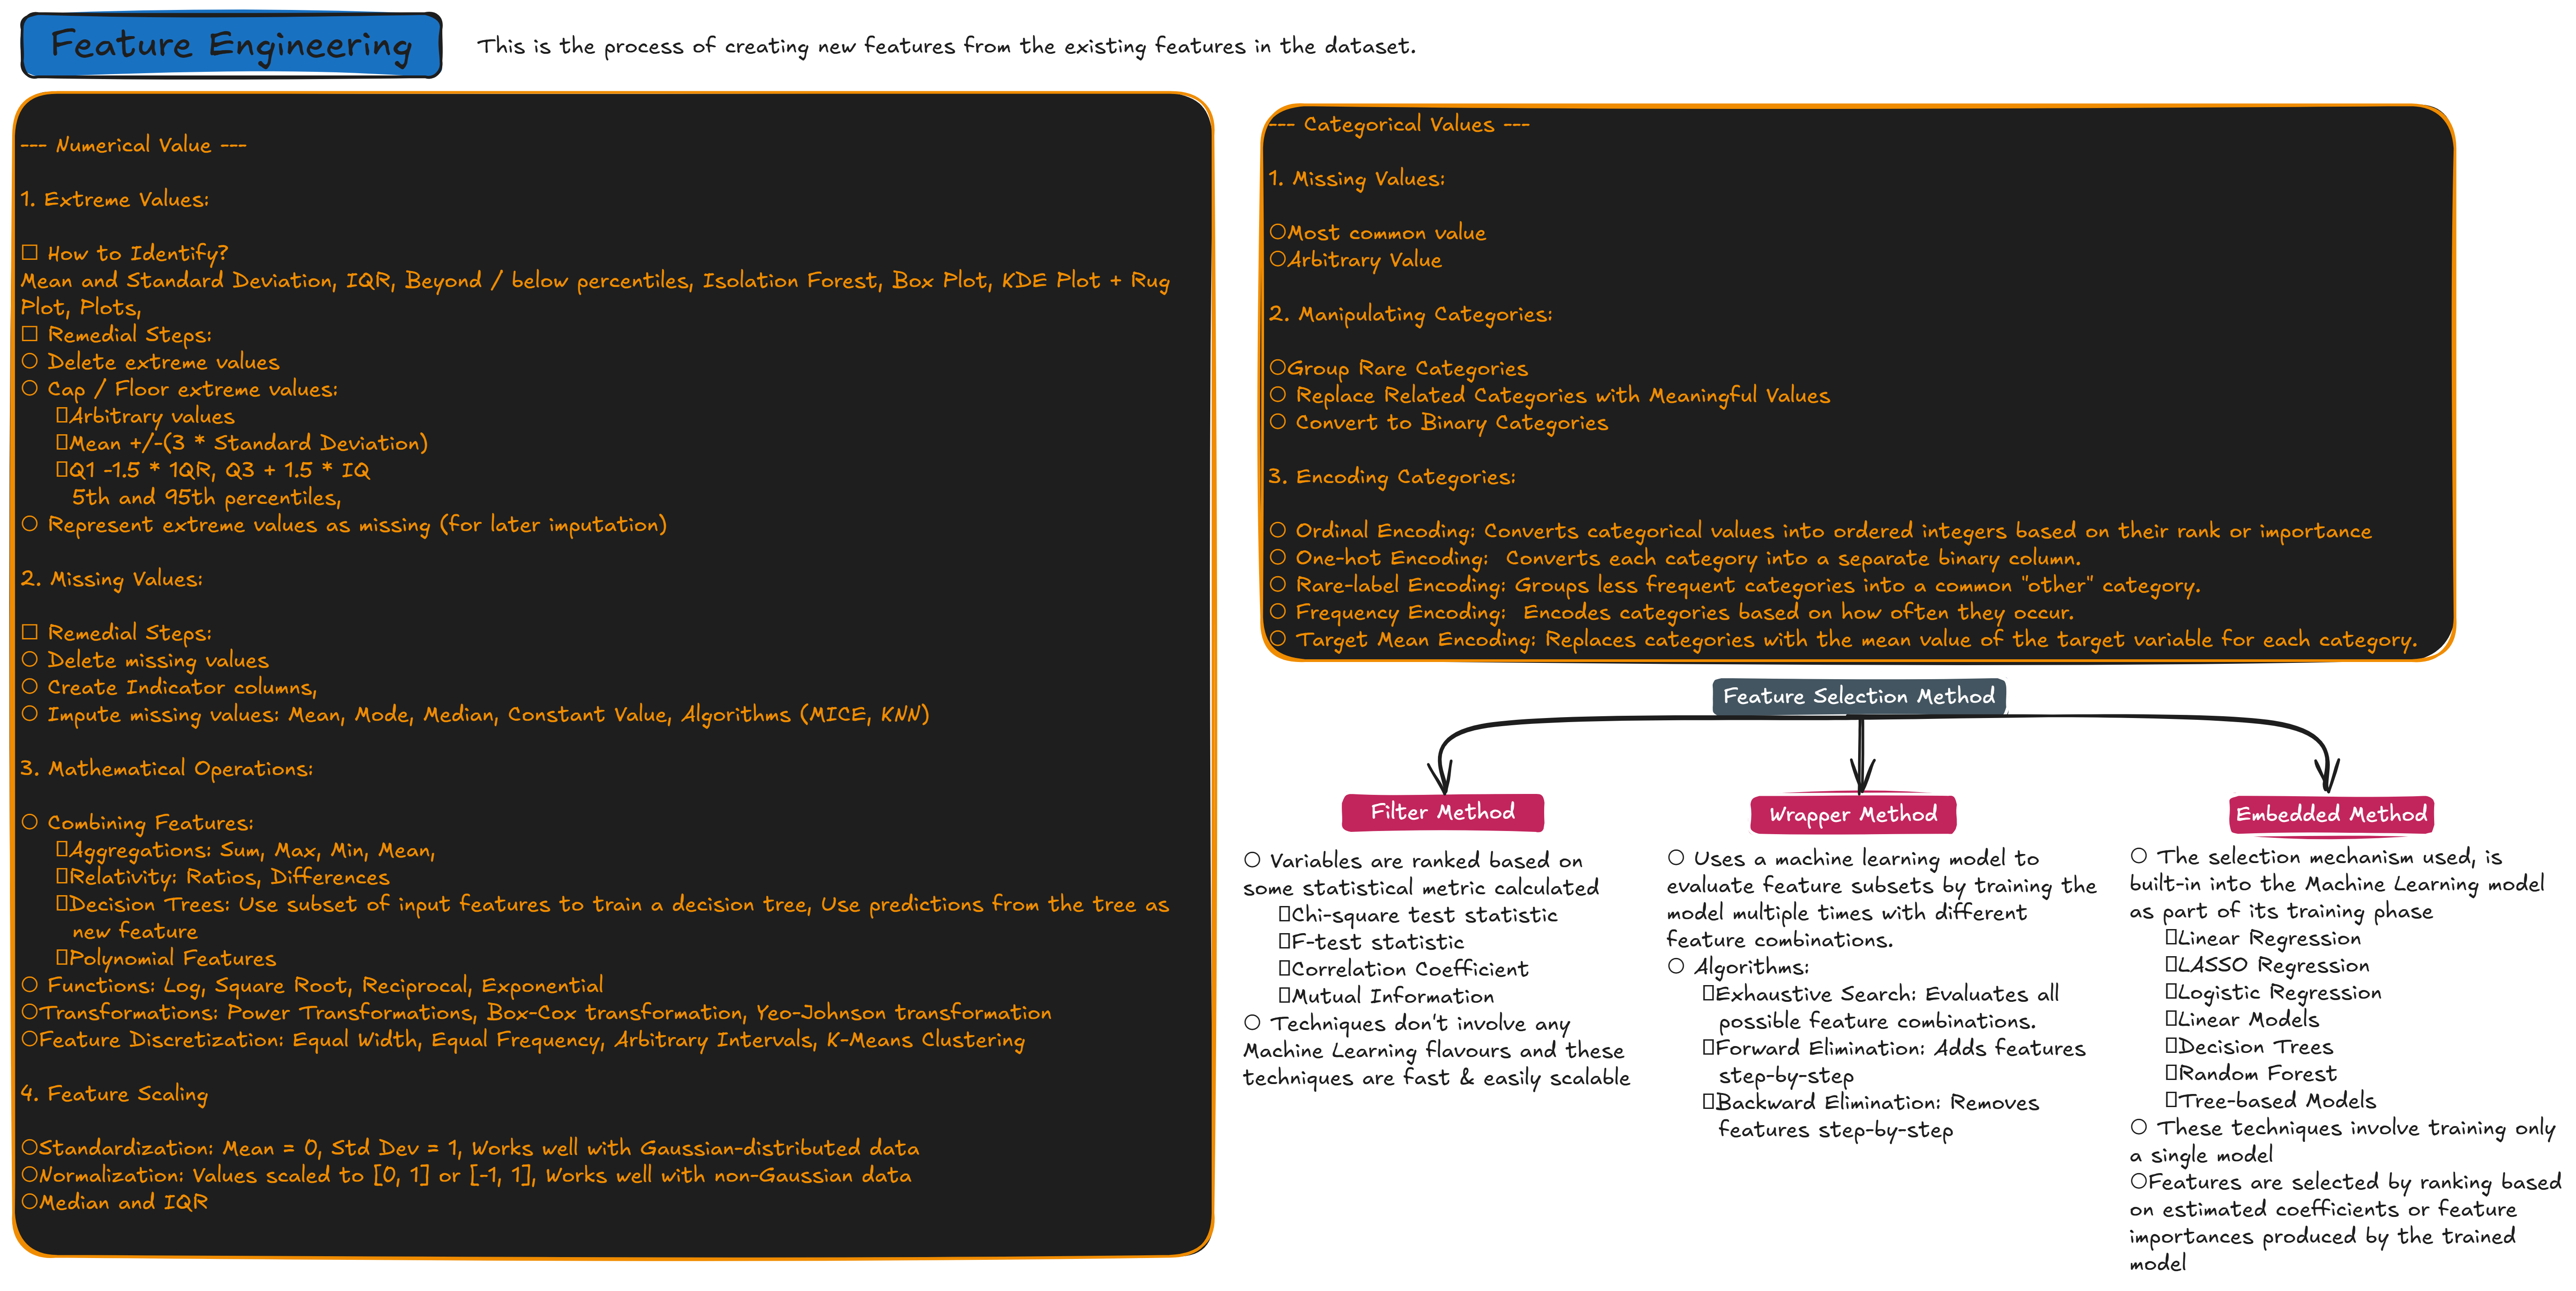 Feature Engineering
This is the process of creating new features from the existing features in the dataset.
--- Numerical Value ---
1. Extreme Values:
□ How to Identify?
Mean and Standard Deviation, IQR, Beyond / below percentiles, Isolation Forest, Box Plot, KDE Plot + Rug
Plot, Plots,
□ Remedial Steps:
○ Delete extreme values
○ Cap / Floor extreme values:
▯Arbitrary values
▯Mean +/-(3 * Standard Deviation)
▯Q1 -1.5 * 1QR, Q3 + 1.5 * IQ
5th and 95th percentiles,
○ Represent extreme values as missing (for later imputation)
2. Missing Values:
□ Remedial Steps:
○ Delete missing values
○ Create Indicator columns,
○ Impute missing values: Mean, Mode, Median, Constant Value, Algorithms (MICE, KNN)
3. Mathematical Operations:
○ Combining Features:
▯Aggregations: Sum, Max, Min, Mean,
▯Relativity: Ratios, Differences
▯Decision Trees: Use subset of input features to train a decision tree, Use predictions from the tree as
new feature
▯Polynomial Features
○ Functions: Log, Square Root, Reciprocal, Exponential
○Transformations: Power Transformations, Box-Cox transformation, Yeo-Johnson transformation
○Feature Discretization: Equal Width, Equal Frequency, Arbitrary Intervals, K-Means Clustering
4. Feature Scaling
○Standardization: Mean = 0, Std Dev = 1, Works well with Gaussian-distributed data
○Normalization: Values scaled to [0, 1] or [-1, 1], Works well with non-Gaussian data
○Median and IQR
--- Categorical Values ---
1. Missing Values:
○Most common value
○Arbitrary Value
2. Manipulating Categories:
○Group Rare Categories
○ Replace Related Categories with Meaningful Values
○ Convert to Binary Categories
3. Encoding Categories:
○ Ordinal Encoding: Converts categorical values into ordered integers based on their rank or importance
○ One-hot Encoding:  Converts each category into a separate binary column.
○ Rare-label Encoding: Groups less frequent categories into a common "other" category.
○ Frequency Encoding:  Encodes categories based on how often they occur.
○ Target Mean Encoding: Replaces categories with the mean value of the target variable for each category.
Feature Selection Method
Filter Method
○ Variables are ranked based on
some statistical metric calculated
▯Chi-square test statistic
▯F-test statistic
▯Correlation Coefficient
▯Mutual Information
○ Techniques don't involve any
Machine Learning flavours and these
techniques are fast & easily scalable
Wrapper Method
○ Uses a machine learning model to
evaluate feature subsets by training the
model multiple times with different
feature combinations.
○ Algorithms:
▯Exhaustive Search: Evaluates all
possible feature combinations.
▯Forward Elimination: Adds features
step-by-step
▯Backward Elimination: Removes
features step-by-step
Embedded Method
○ The selection mechanism used, is
built-in into the Machine Learning model
as part of its training phase
▯Linear Regression
▯LASSO Regression
▯Logistic Regression
▯Linear Models
▯Decision Trees
▯Random Forest
▯Tree-based Models
○ These techniques involve training only
a single model
○Features are selected by ranking based
on estimated coefficients or feature
importances produced by the trained
model